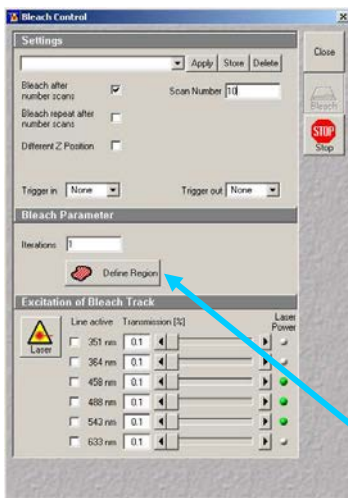 Bleach Control
Settings
Close
Apply Store Delete
Bleach after number scans
Scan Number 10
Bleach
Bleach repeat after number scans
STOP
Stop
Different Z Position
Trigger in None
Trigger out None
Bleach Parameter
Iterations 1
Define Region
Excitation of Bleach Track
Laser
Line active Transmission [%] Laser Power
351 nm 0.1
364 nm 0.1
458 nm 0.1
488 nm 0.1
543 nm 0.1
633 nm 0.1